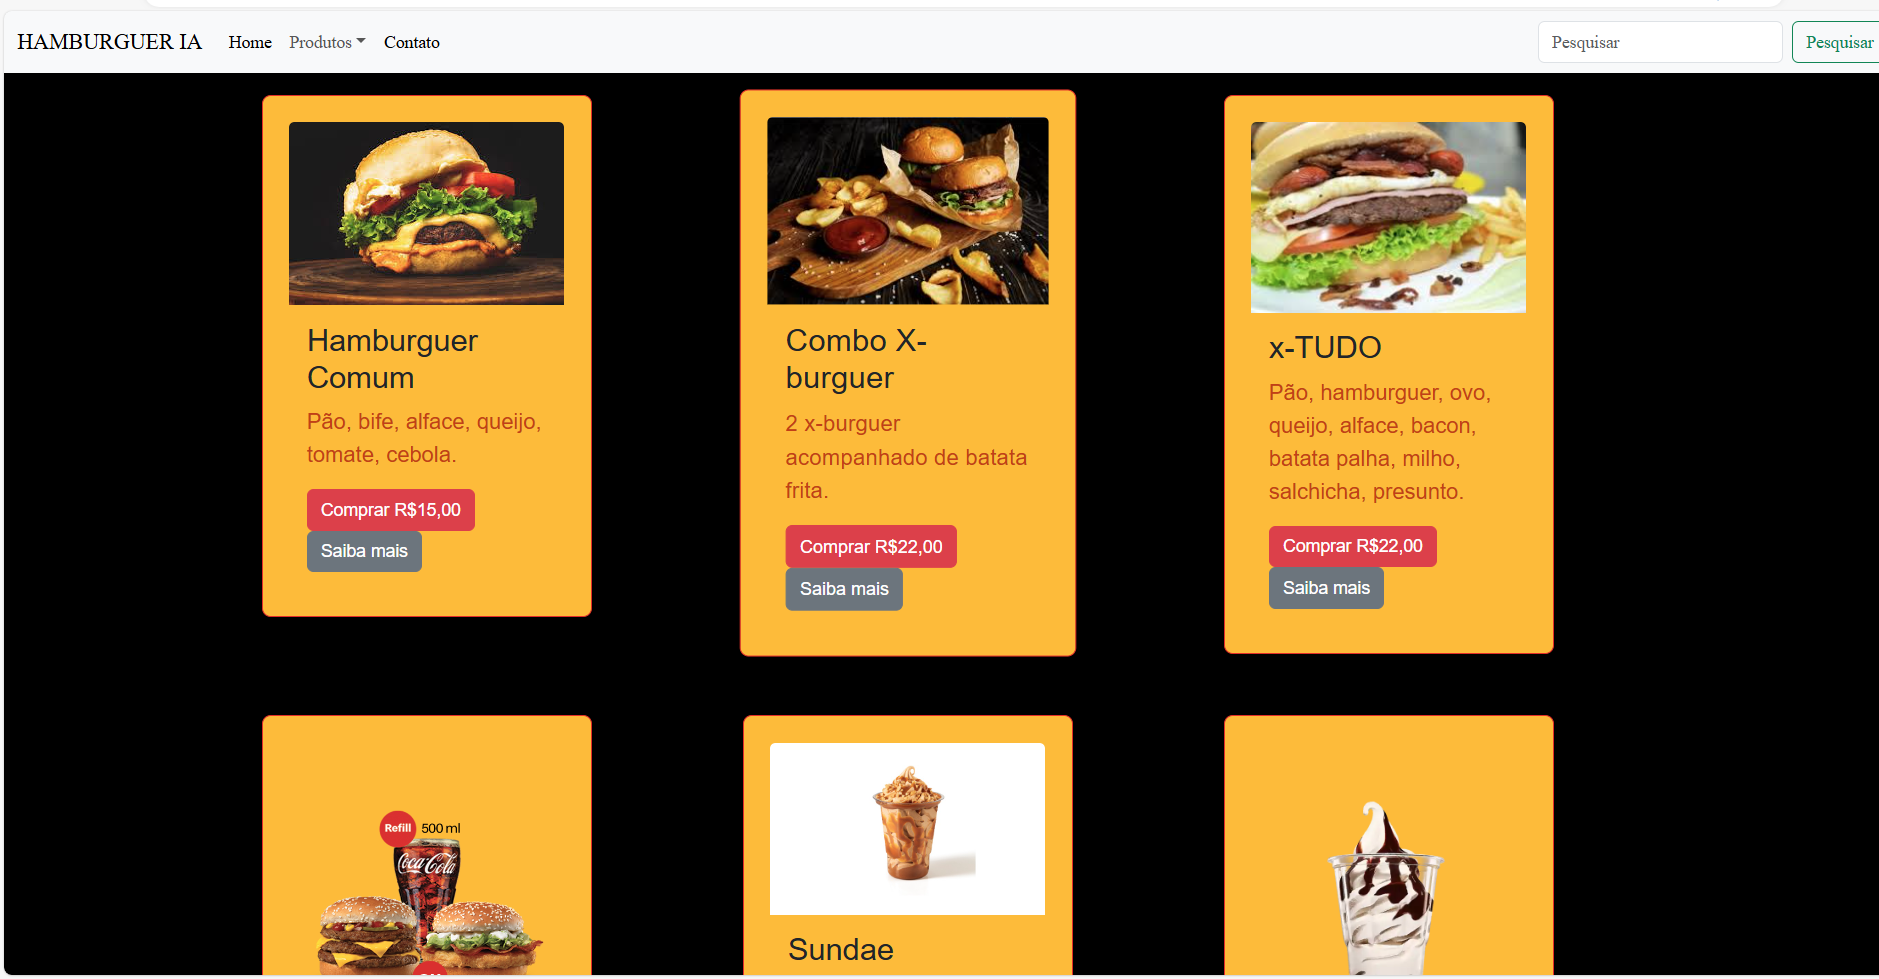 HAMBURGUER IA
Home
Produtos
Contato
Pesquisar
Pesquisar
Hamburguer
Comum
Pão, bife, alface, queijo,
tomate, cebola.
Comprar R$15,00
Saiba mais
Combo X-
burguer
2 x-burguer
acompanhado de batata
frita.
Comprar R$22,00
Saiba mais
x-TUDO
Pão, hamburguer, ovo,
queijo, alface, bacon,
batata palha, milho,
salchicha, presunto.
Comprar R$22,00
Saiba mais
Refill
500 ml
Coca-Cola
Sundae